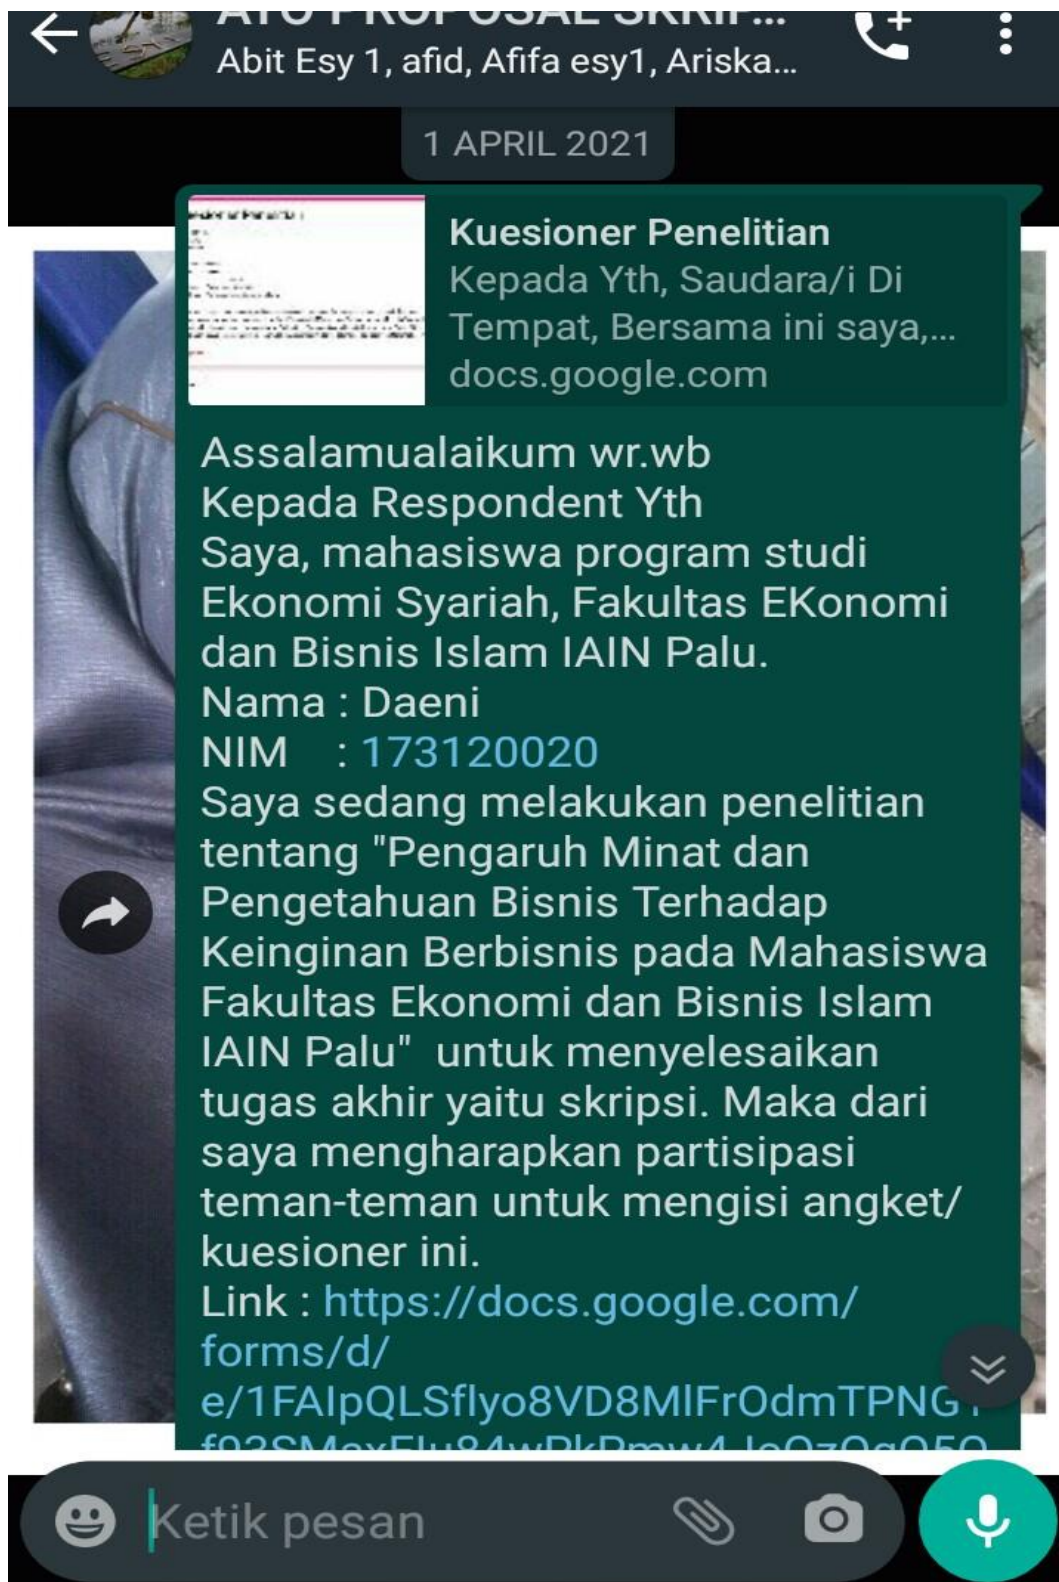 AYO PROPOSAL SKRIP...
Abit Esy 1, afid, Afifa esy1, Ariska...
1 APRIL 2021
Kuesioner Penelitian
Kepada Yth, Saudara/i Di
Tempat, Bersama ini saya,...
docs.google.com
Assalamualaikum wr.wb
Kepada Respondent Yth
Saya, mahasiswa program studi
Ekonomi Syariah, Fakultas EKonomi
dan Bisnis Islam IAIN Palu.
Nama : Daeni
NIM : 173120020
Saya sedang melakukan penelitian
tentang "Pengaruh Minat dan
Pengetahuan Bisnis Terhadap
Keinginan Berbisnis pada Mahasiswa
Fakultas Ekonomi dan Bisnis Islam
IAIN Palu" untuk menyelesaikan
tugas akhir yaitu skripsi. Maka dari
saya mengharapkan partisipasi
teman-teman untuk mengisi angket/
kuesioner ini.
Link : https://docs.google.com/
forms/d/
e/1FAIpQLSflyo8VD8MlFrOdmTPNG
Ketik pesan